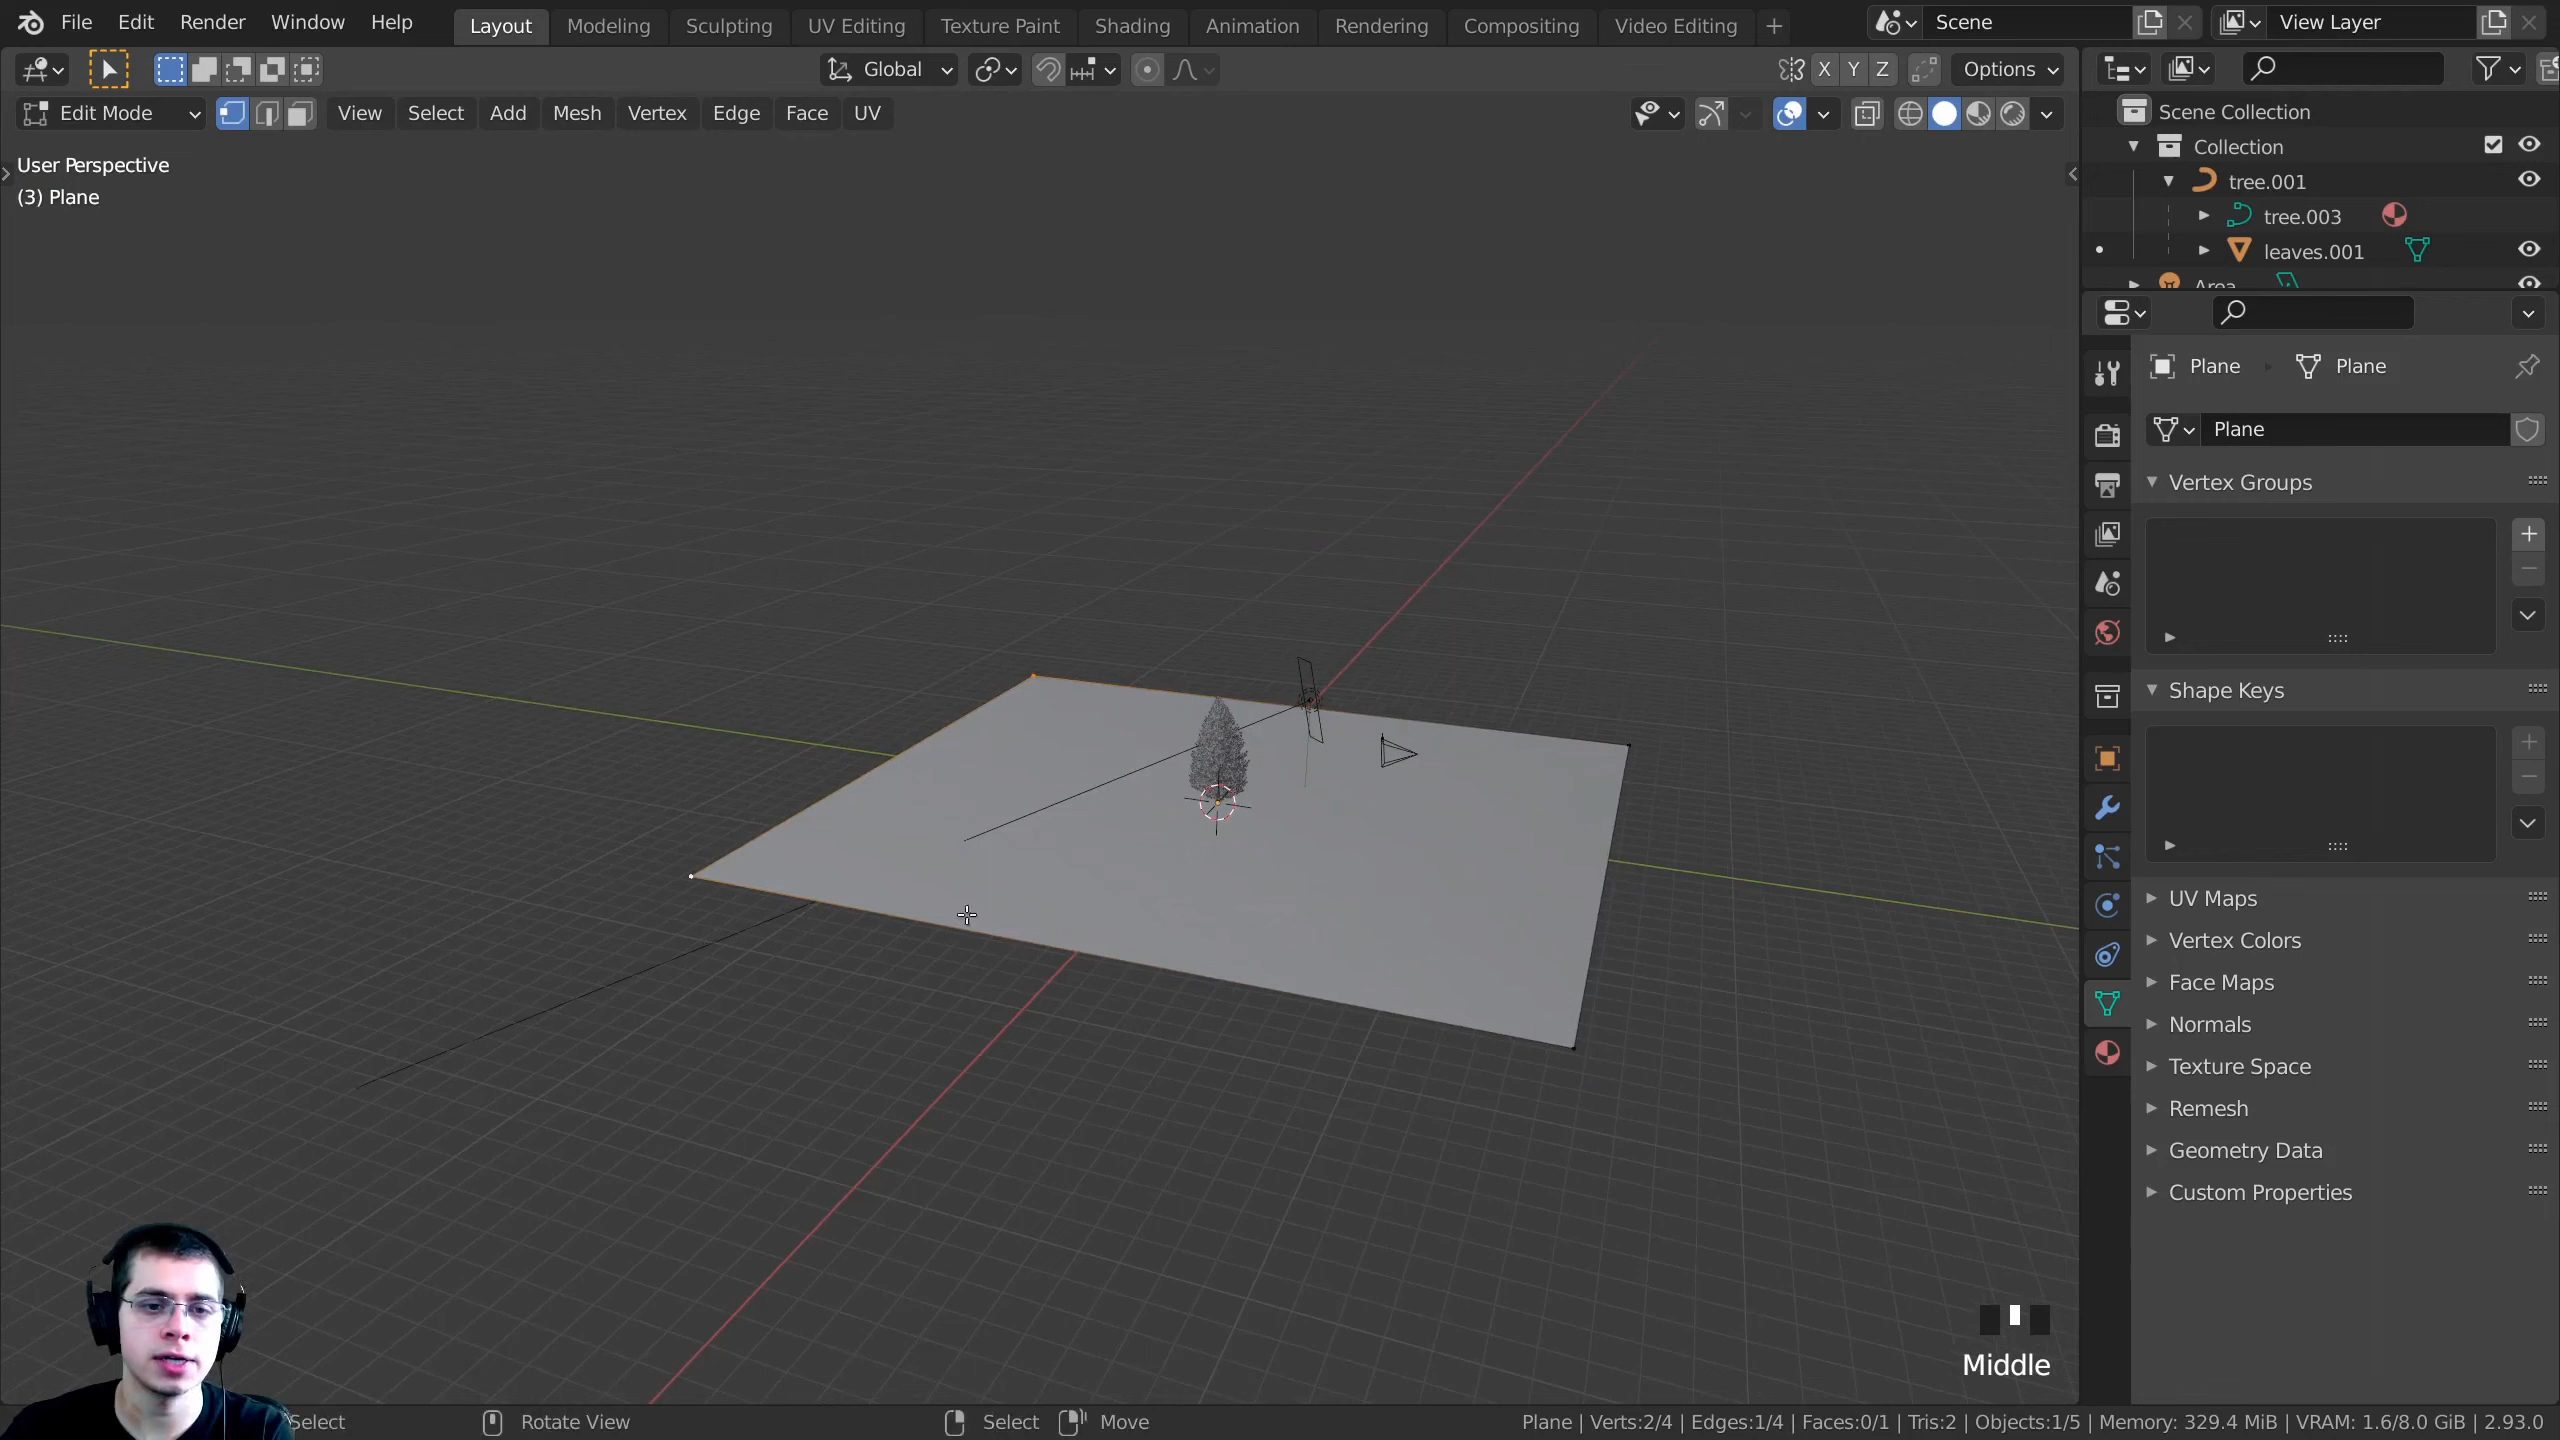 File Edit Render Window Help Layout Modeling Sculpting UV Editing Texture Paint Shading Animation Rendering Compositing Video Editing + Scene View Layer
Global X Y Z Options
Edit Mode View Select Add Mesh Vertex Edge Face UV
User Perspective
(3) Plane
Scene Collection
Collection
tree.001
tree.003
leaves.001
Area
Plane Plane
Plane
Vertex Groups
Shape Keys
UV Maps
Vertex Colors
Face Maps
Normals
Texture Space
Remesh
Geometry Data
Custom Properties
Middle
Select Rotate View Select Move Plane | Verts:2/4 | Edges:1/4 | Faces:0/1 | Tris:2 | Objects:1/5 | Memory: 329.4 MiB | VRAM: 1.6/8.0 GiB | 2.93.0